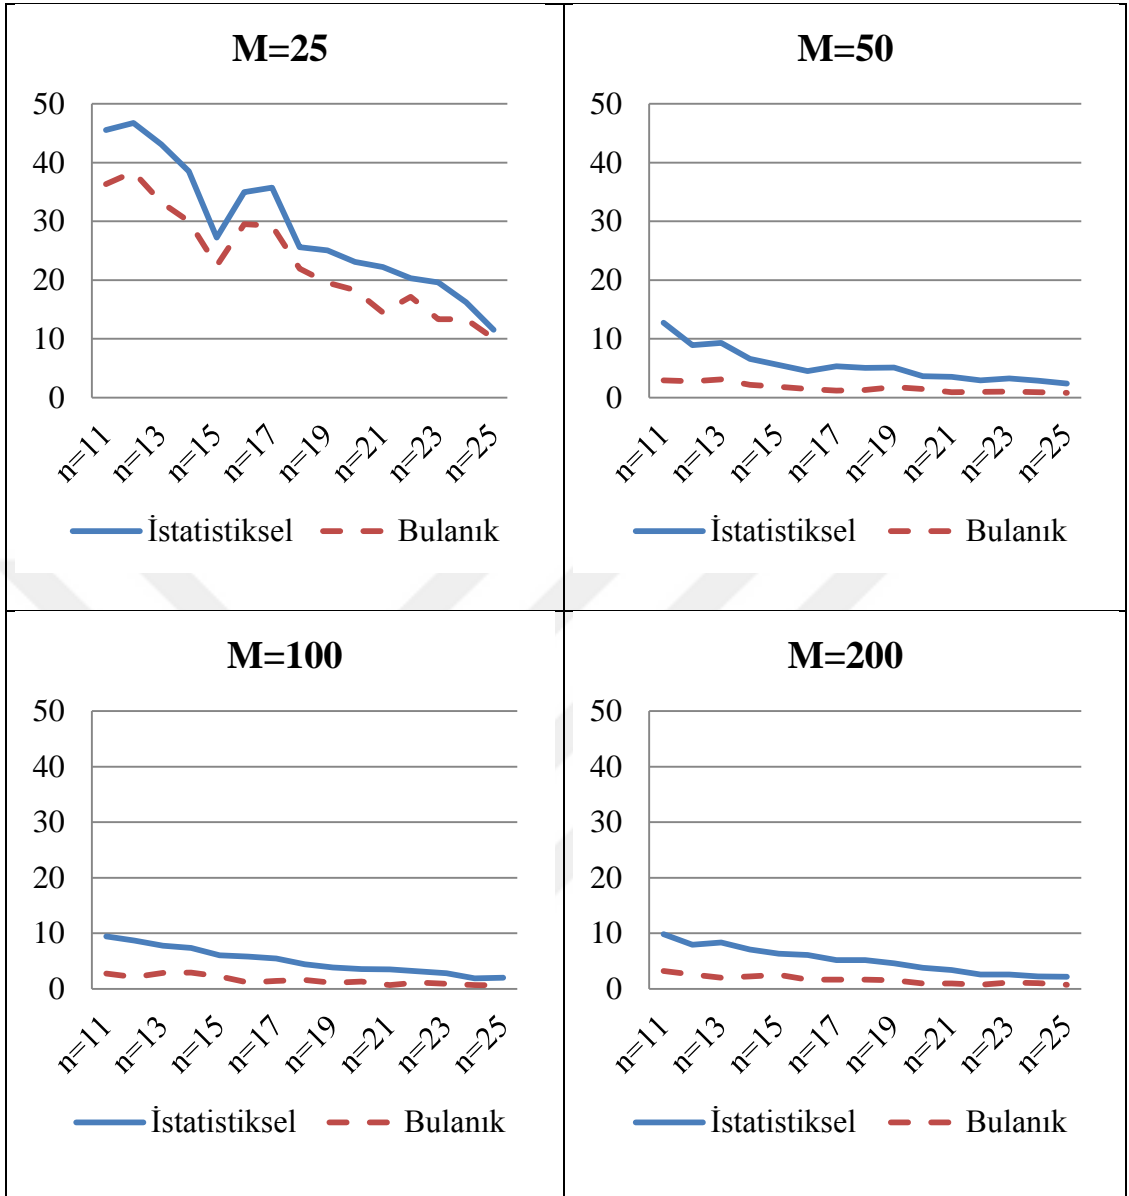 M=25
50
40
30
20
10
0
n=11
n=13
n=15
n=17
n=19
n=21
n=23
n=25
İstatistiksel
Bulanık
M=50
50
40
30
20
10
0
n=11
n=13
n=15
n=17
n=19
n=21
n=23
n=25
İstatistiksel
Bulanık
M=100
50
40
30
20
10
0
n=11
n=13
n=15
n=17
n=19
n=21
n=23
n=25
İstatistiksel
Bulanık
M=200
50
40
30
20
10
0
n=11
n=13
n=15
n=17
n=19
n=21
n=23
n=25
İstatistiksel
Bulanık